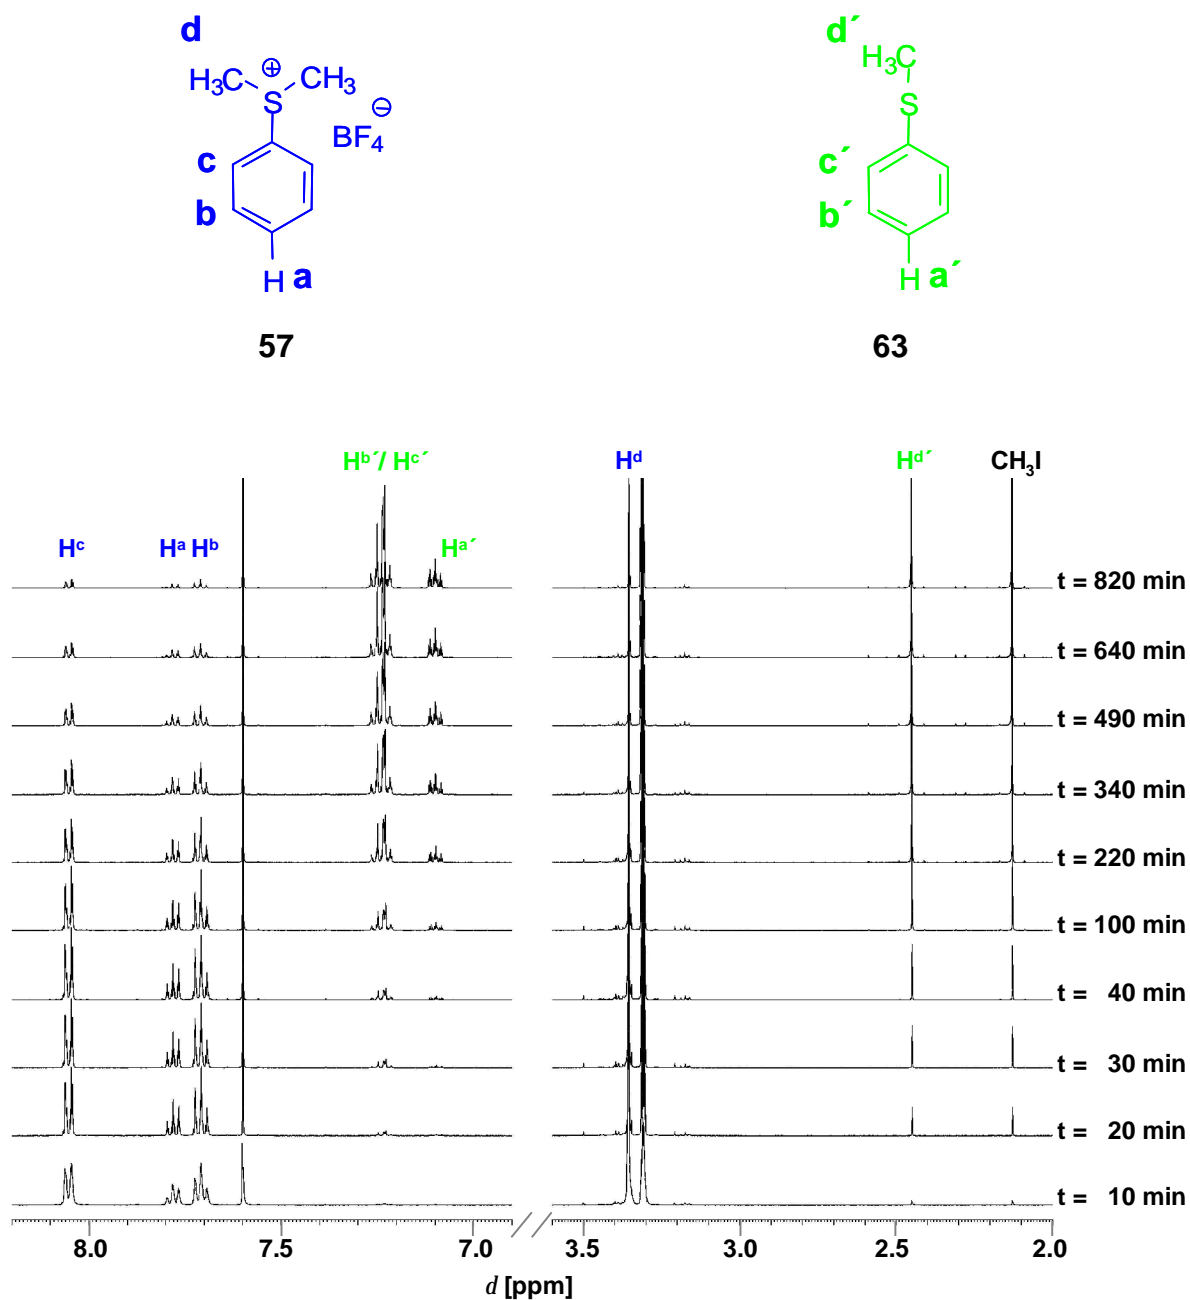 d
d´
H₃C
⊕
CH₃
S
⊖
BF₄
H₃C
S
c
b
H a
c´
b´
H a´
57
63
Hᵇ´/ Hᶜ´
Hᵈ
Hᵈ´
CH₃I
Hᶜ
Hᵃ Hᵇ
Hᵃ´
t = 820 min
t = 640 min
t = 490 min
t = 340 min
t = 220 min
t = 100 min
t = 40 min
t = 30 min
t = 20 min
t = 10 min
8.0 7.5 7.0 3.5 3.0 2.5 2.0
d [ppm]